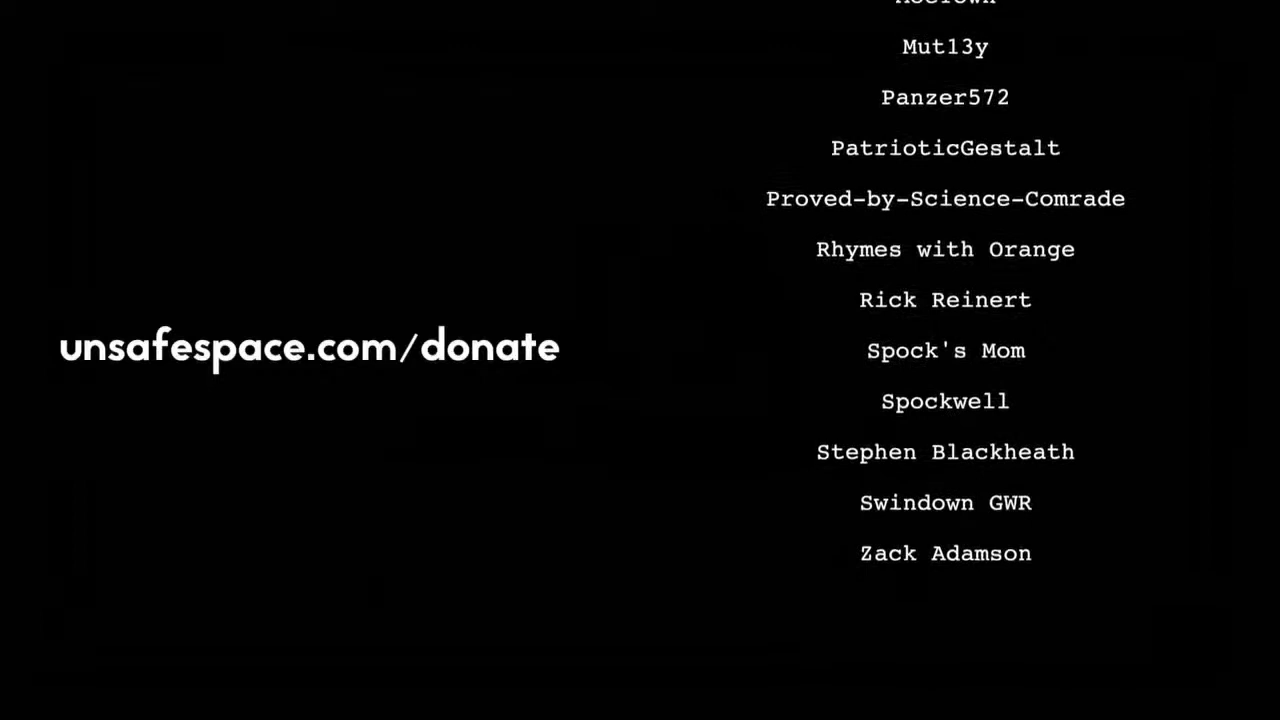 Mut13y
Panzer572
PatrioticGestalt
Proved-by-Science-Comrade
Rhymes with Orange
Rick Reinert
unsafespace.com/donate
Spock's Mom
Spockwell
Stephen Blackheath
Swindown GWR
Zack Adamson